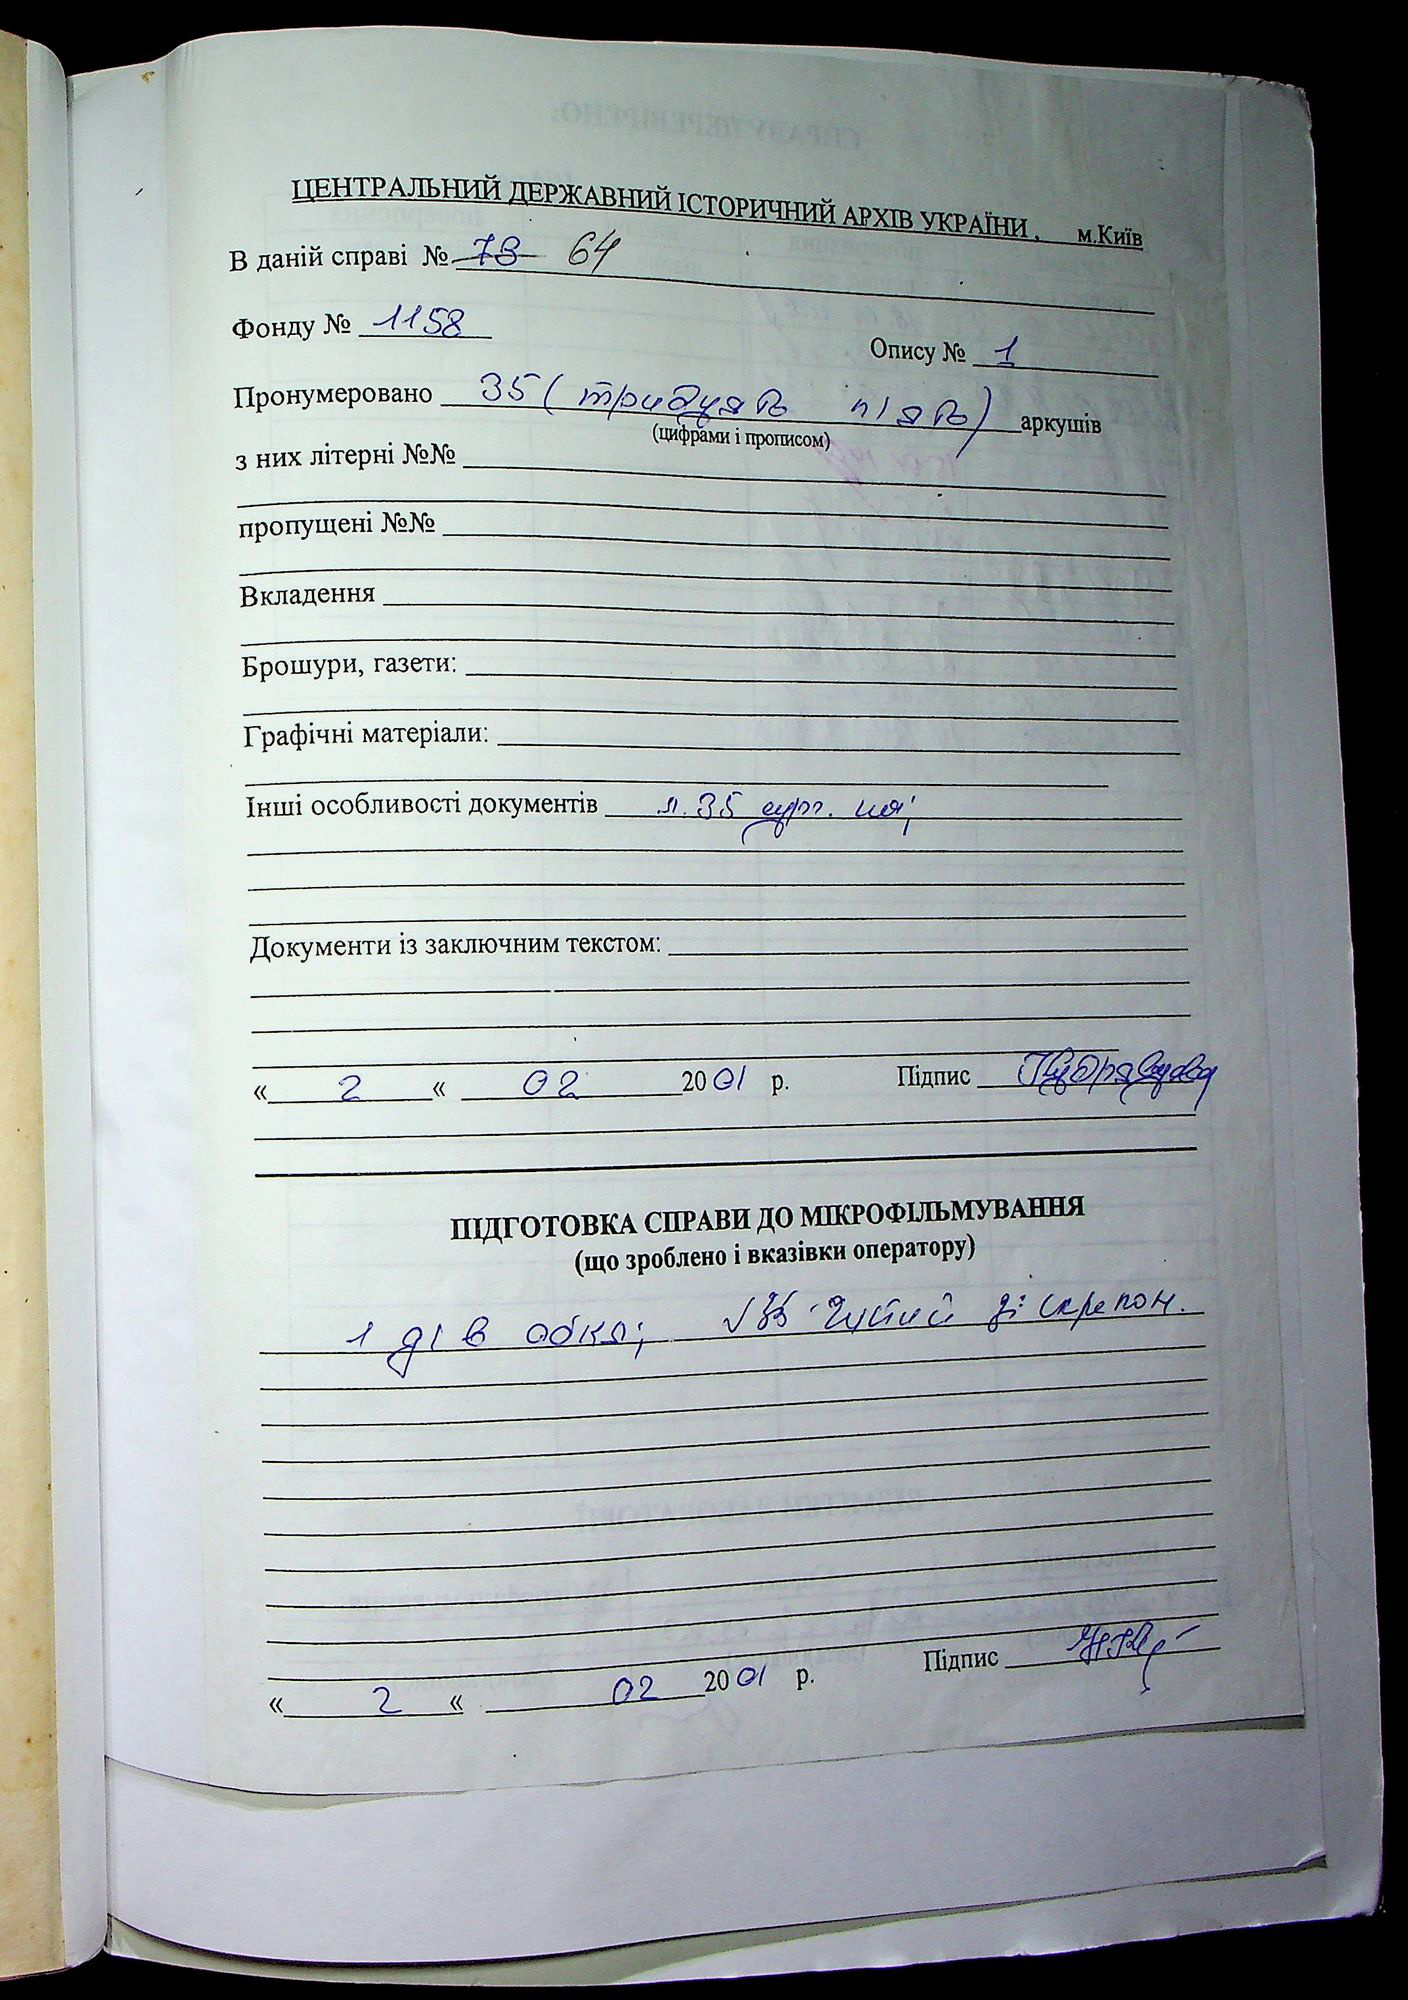 ЦЕНТРАЛЬНИЙ ДЕРЖАВНИЙ ІСТОРИЧНИЙ АРХІВ УКРАЇНИ, м.Київ
В даній справі № 78 64
Фонду № 1158
Опису № 1
Пронумеровано 35 (тридцять п'ять) аркушів
(цифрами і прописом)
з них літерні №№
пропущені №№
Вкладення
Брошури, газети:
Графічні матеріали:
Інші особливості документів л. 35
Документи із заключним текстом:
« 2 « 02 2001 р. Підпис
ПІДГОТОВКА СПРАВИ ДО МІКРОФІЛЬМУВАННЯ
(що зроблено і вказівки оператору)
1 чистий
« 2 « 02 2001 р. Підпис